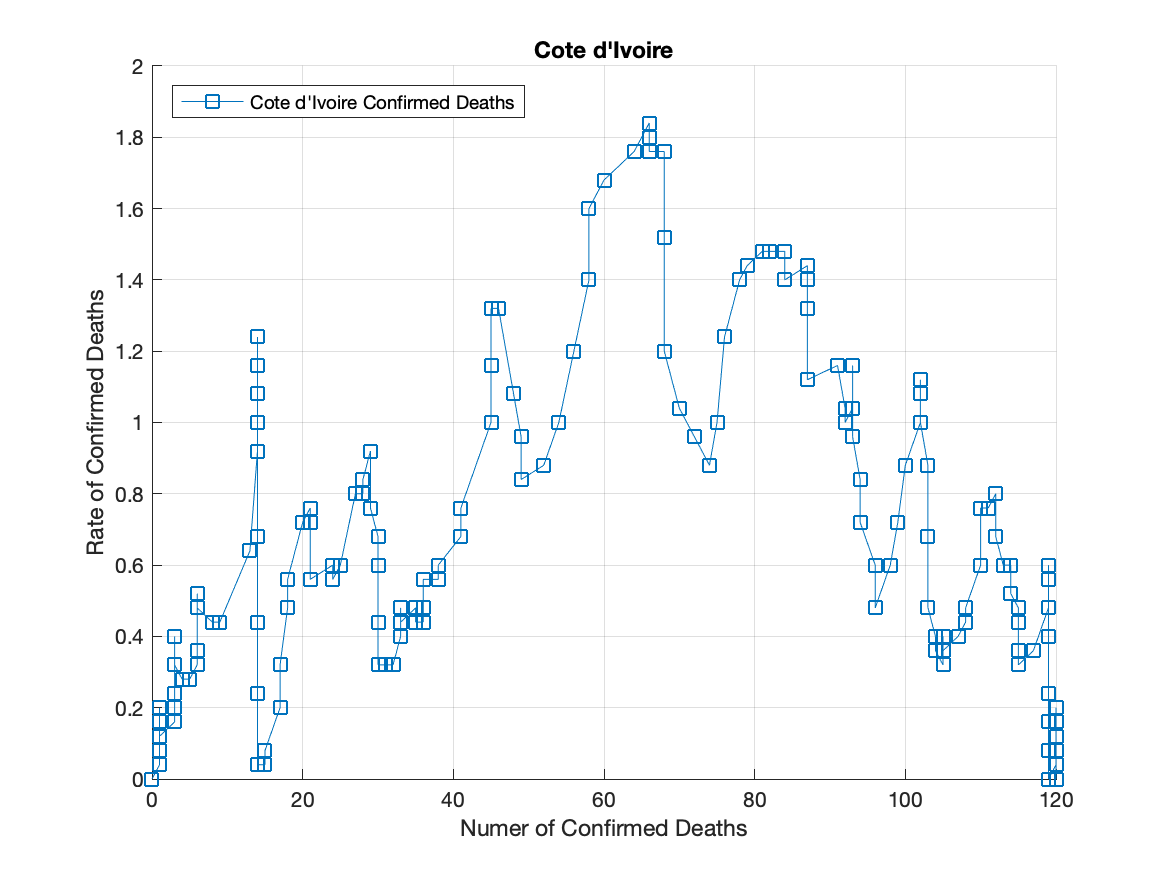 Cote d'Ivoire
Cote d'Ivoire Confirmed Deaths
Rate of Confirmed Deaths
2
1.8
1.6
1.4
1.2
1
0.8
0.6
0.4
0.2
0
0 20 40 60 80 100 120
Numer of Confirmed Deaths